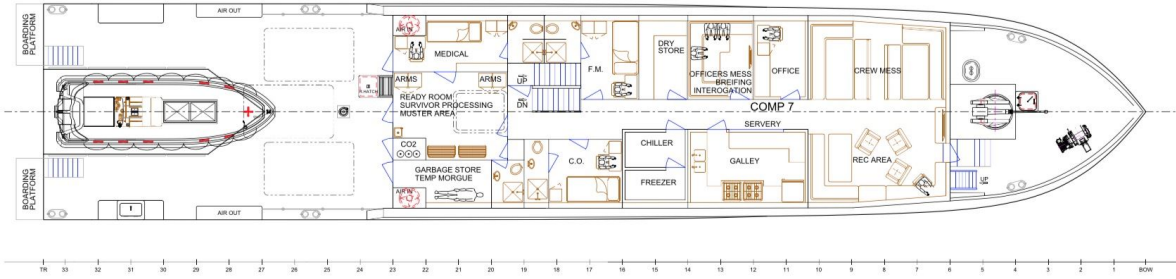 BOARDING
PLATFORM
AIR OUT
AIR IN
MEDICAL
ARMS
ARMS
READY ROOM
SURVIVOR PROCESSING
MUSTER AREA
CO2
GARBAGE STORE
TEMP MORGUE
AIR IN
UP
DN
F.M.
C.O.
DRY
STORE
OFFICERS MESS
BREIFING
INTEROGATION
OFFICE
CREW MESS
COMP 7
SERVERY
CHILLER
FREEZER
GALLEY
REC AREA
UP
BOARDING
PLATFORM
AIR OUT
TR 33 32 31 30 29 28 27 26 25 24 23 22 21 20 19 18 17 16 15 14 13 12 11 10 9 8 7 6 5 4 3 2 1 BOW